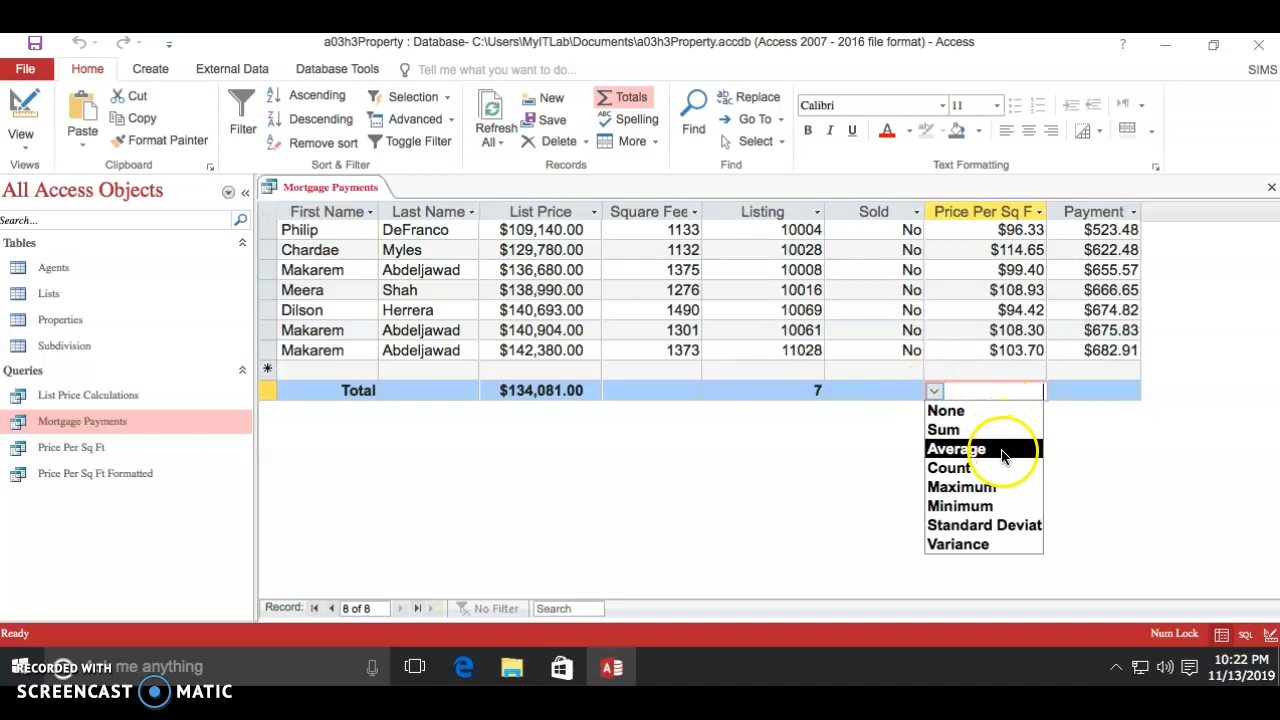 a03h3Property : Database- C:\Users\MyITLab\Documents\a03h3Property.accdb (Access 2007 - 2016 file format) - Access
?
File Home Create External Data Database Tools Tell me what you want to do... SIMS
View
Views
Paste
Cut
Copy
Format Painter
Clipboard
Filter
Ascending
Descending
Remove sort
Selection
Advanced
Toggle Filter
Sort & Filter
Refresh
All
New
Save
Delete
Totals
Spelling
More
Records
Find
Replace
Go To
Select
Find
Calibri 11
B I U A
Text Formatting
All Access Objects
Search...
Tables
Agents
Lists
Properties
Subdivision
Queries
List Price Calculations
Mortgage Payments
Price Per Sq Ft
Price Per Sq Ft Formatted
Mortgage Payments
First Name Last Name List Price Square Fee Listing Sold Price Per Sq F Payment
Philip DeFranco $109,140.00 1133 10004 No $96.33 $523.48
Chardae Myles $129,780.00 1132 10028 No $114.65 $622.48
Makarem Abdeljawad $136,680.00 1375 10008 No $99.40 $655.57
Meera Shah $138,990.00 1276 10016 No $108.93 $666.65
Dilson Herrera $140,693.00 1490 10069 No $94.42 $674.82
Makarem Abdeljawad $140,904.00 1301 10061 No $108.30 $675.83
Makarem Abdeljawad $142,380.00 1373 11028 No $103.70 $682.91
*
Total $134,081.00 7
None
Sum
Average
Count
Maximum
Minimum
Standard Deviat
Variance
Record: 8 of 8 No Filter Search
Ready Num Lock SQL
RECORDED WITH
me anything
SCREENCAST MATIC
10:22 PM
11/13/2019